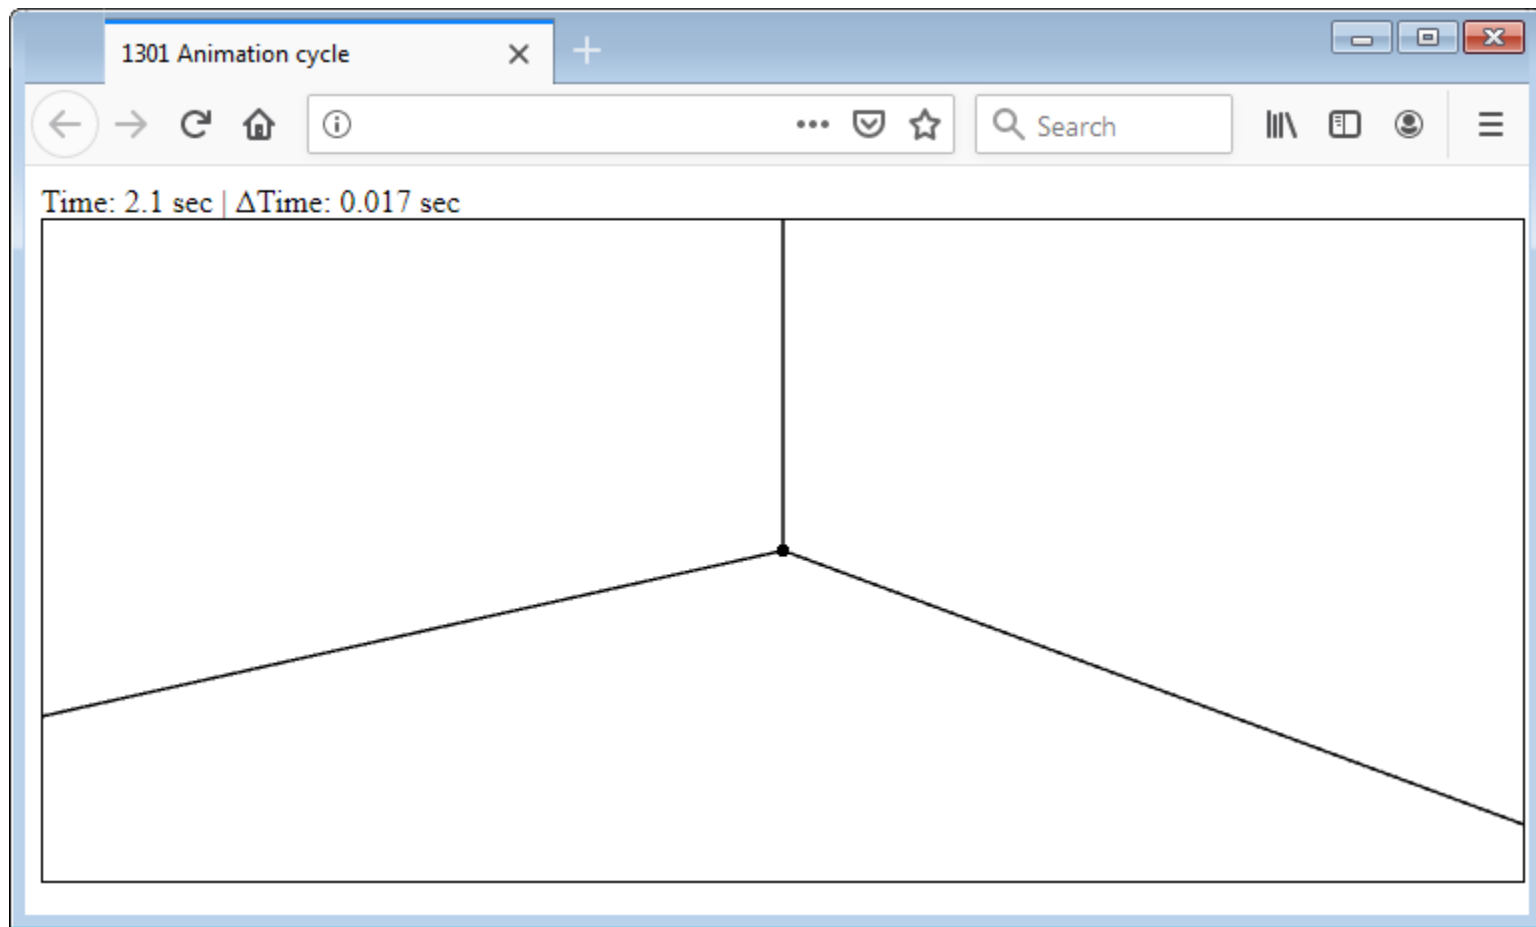 1301 Animation cycle
Search
Time: 2.1 sec | ΔTime: 0.017 sec